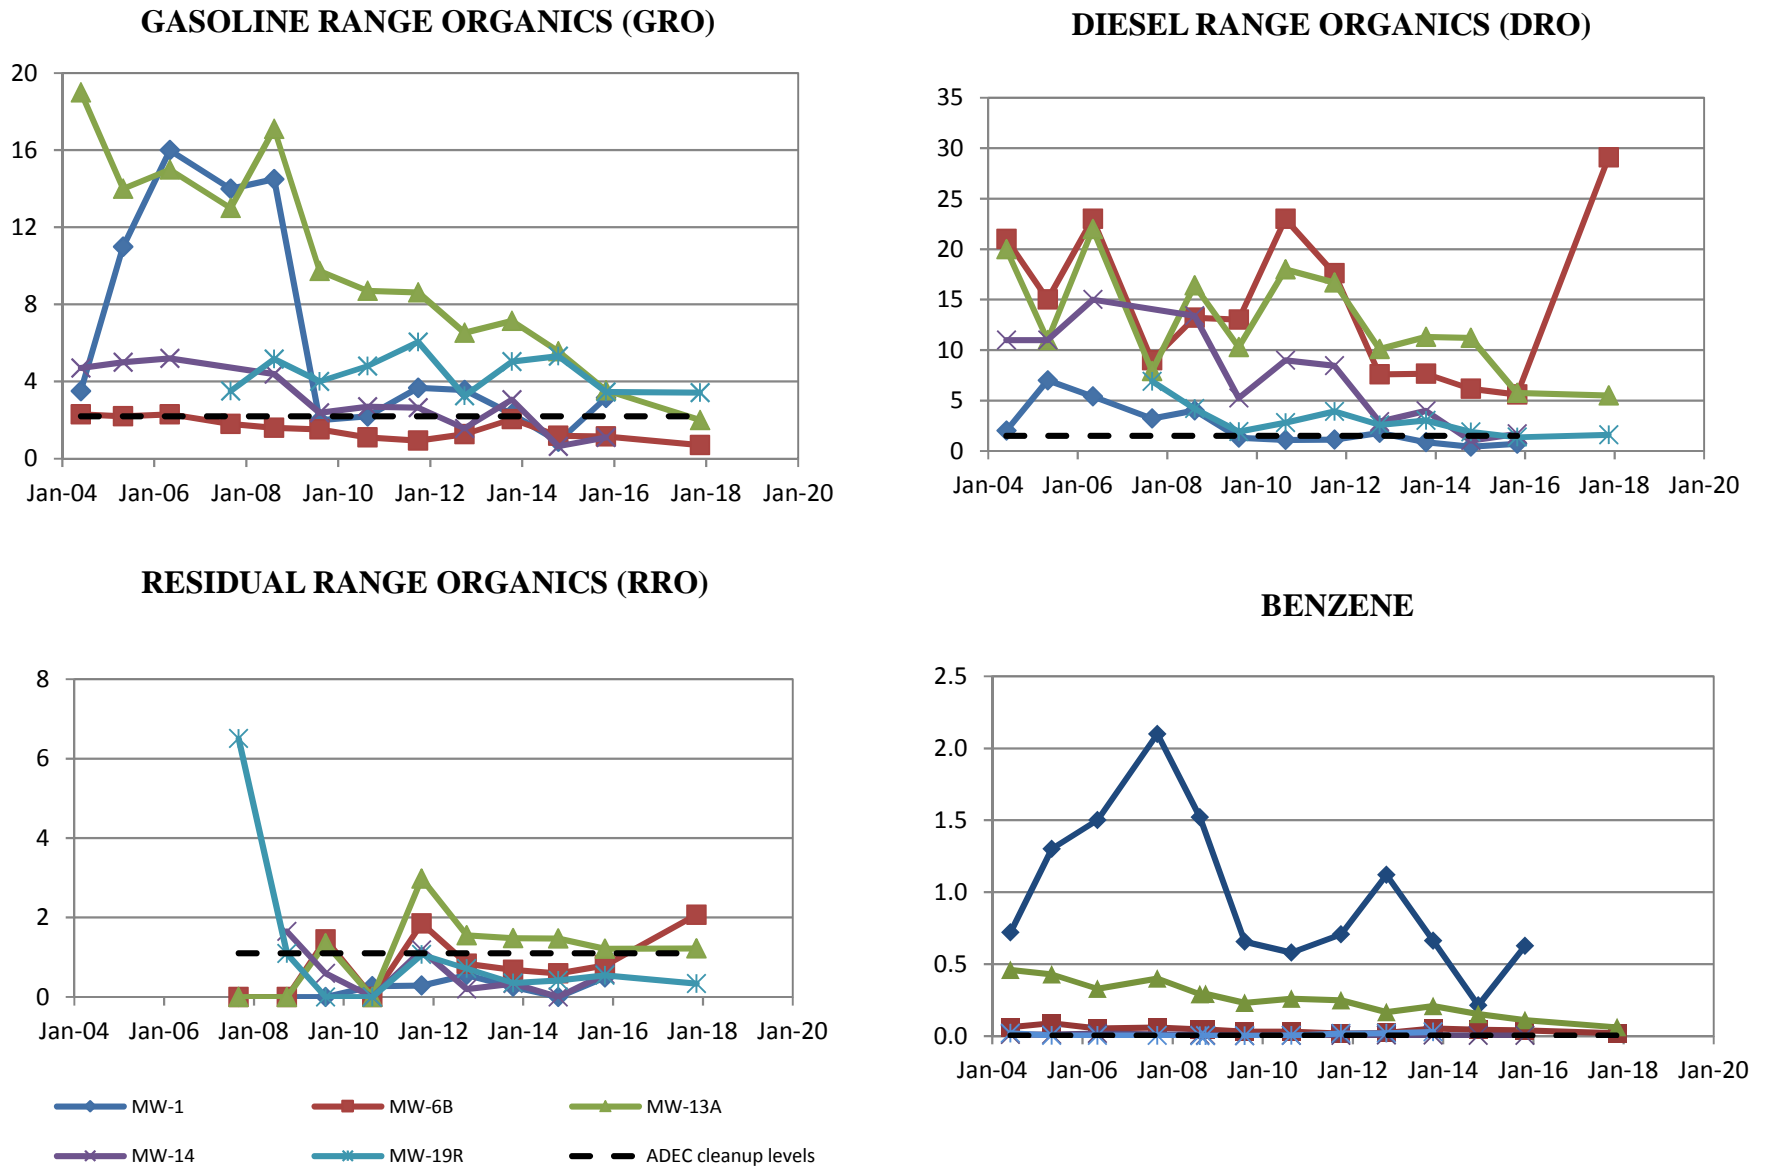 GASOLINE RANGE ORGANICS (GRO)
20
16
12
8
4
0
Jan-04 Jan-06 Jan-08 Jan-10 Jan-12 Jan-14 Jan-16 Jan-18 Jan-20
DIESEL RANGE ORGANICS (DRO)
35
30
25
20
15
10
5
0
Jan-04 Jan-06 Jan-08 Jan-10 Jan-12 Jan-14 Jan-16 Jan-18 Jan-20
RESIDUAL RANGE ORGANICS (RRO)
8
6
4
2
0
Jan-04 Jan-06 Jan-08 Jan-10 Jan-12 Jan-14 Jan-16 Jan-18 Jan-20
BENZENE
2.5
2.0
1.5
1.0
0.5
0.0
Jan-04 Jan-06 Jan-08 Jan-10 Jan-12 Jan-14 Jan-16 Jan-18 Jan-20
MW-1 MW-6B MW-13A
MW-14 MW-19R ADEC cleanup levels